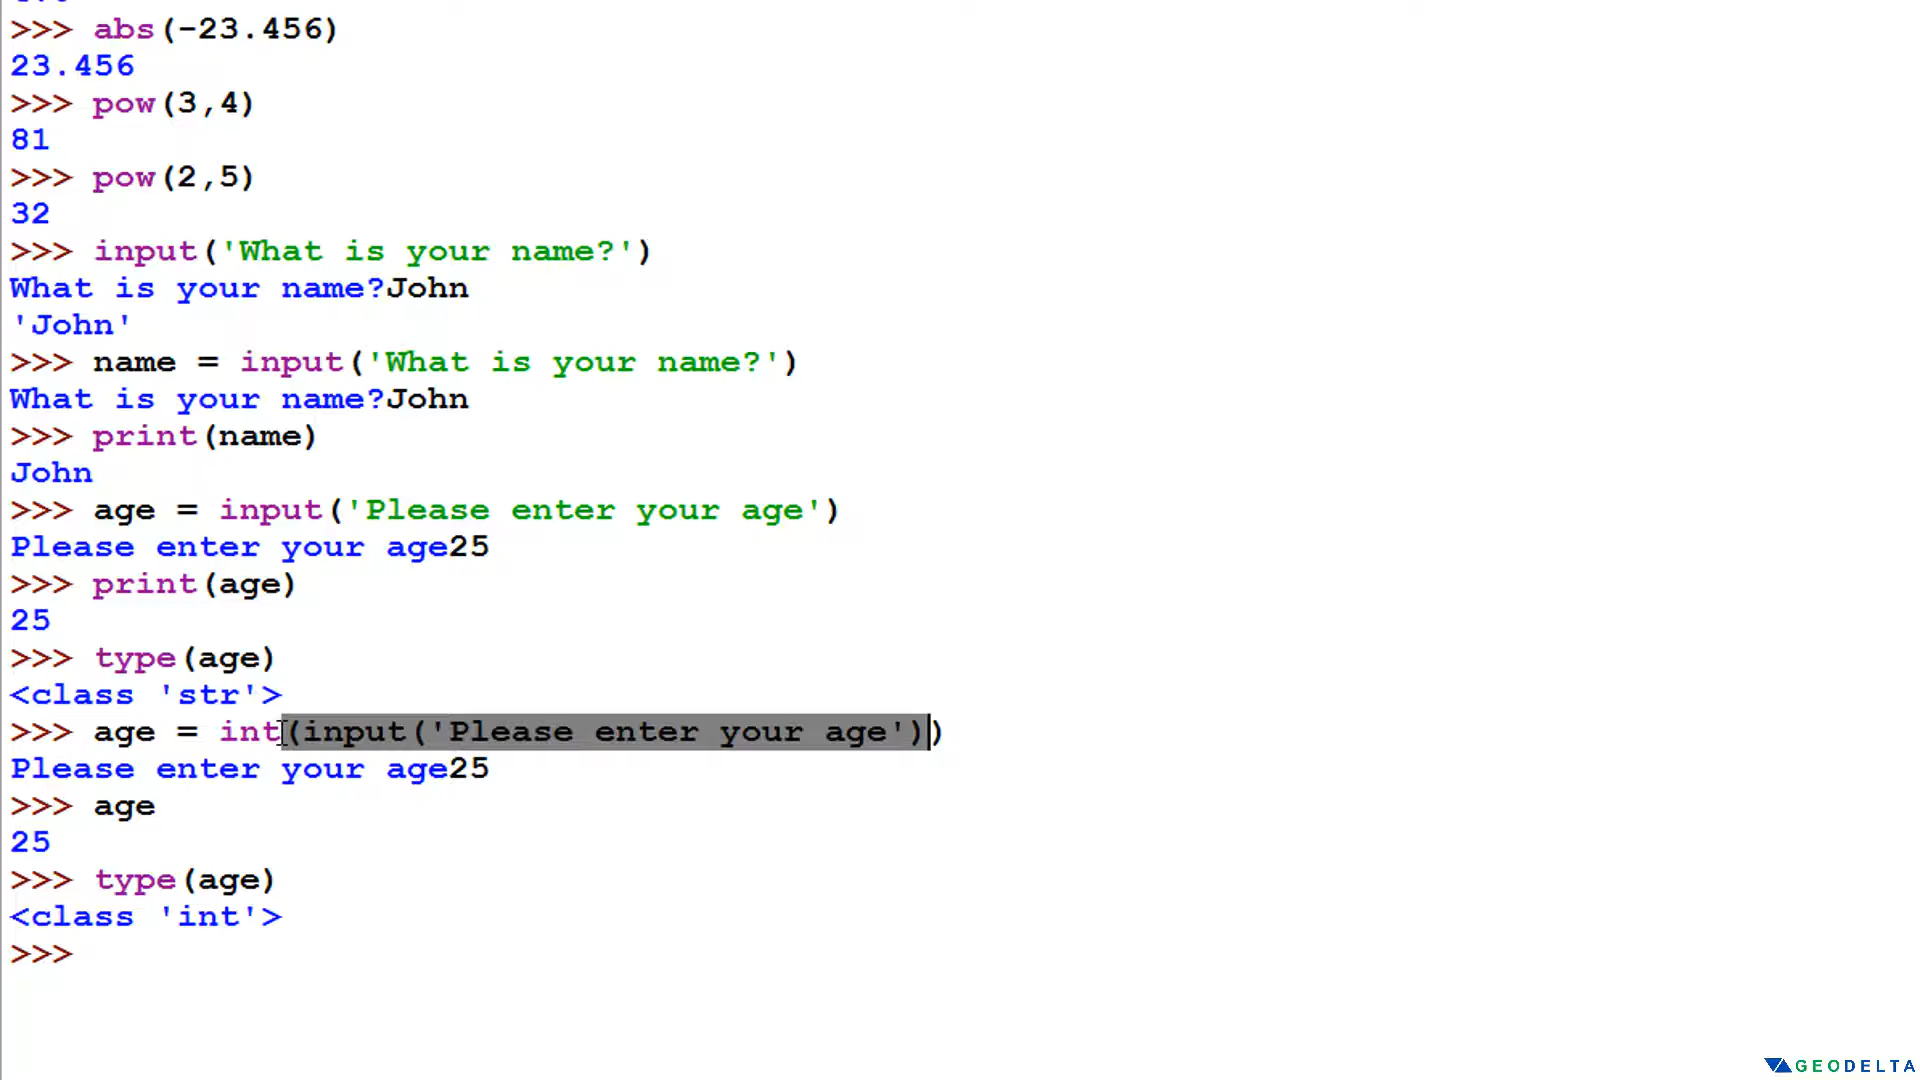 >>> abs(-23.456)
23.456
>>> pow(3,4)
81
>>> pow(2,5)
32
>>> input('What is your name?')
What is your name?John
'John'
>>> name = input('What is your name?')
What is your name?John
>>> print(name)
John
>>> age = input('Please enter your age')
Please enter your age25
>>> print(age)
25
>>> type(age)
<class 'str'>
>>> age = int(input('Please enter your age'))
Please enter your age25
>>> age
25
>>> type(age)
<class 'int'>
>>>
GEODELTA